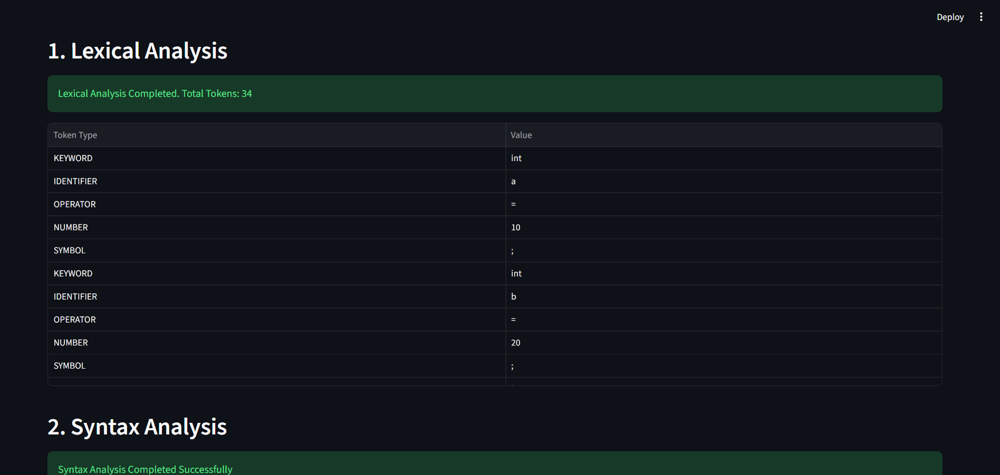 Deploy
1. Lexical Analysis
Lexical Analysis Completed. Total Tokens: 34
Token Type Value
KEYWORD int
IDENTIFIER a
OPERATOR =
NUMBER 10
SYMBOL ;
KEYWORD int
IDENTIFIER b
OPERATOR =
NUMBER 20
SYMBOL ;
2. Syntax Analysis
Syntax Analysis Completed Successfully